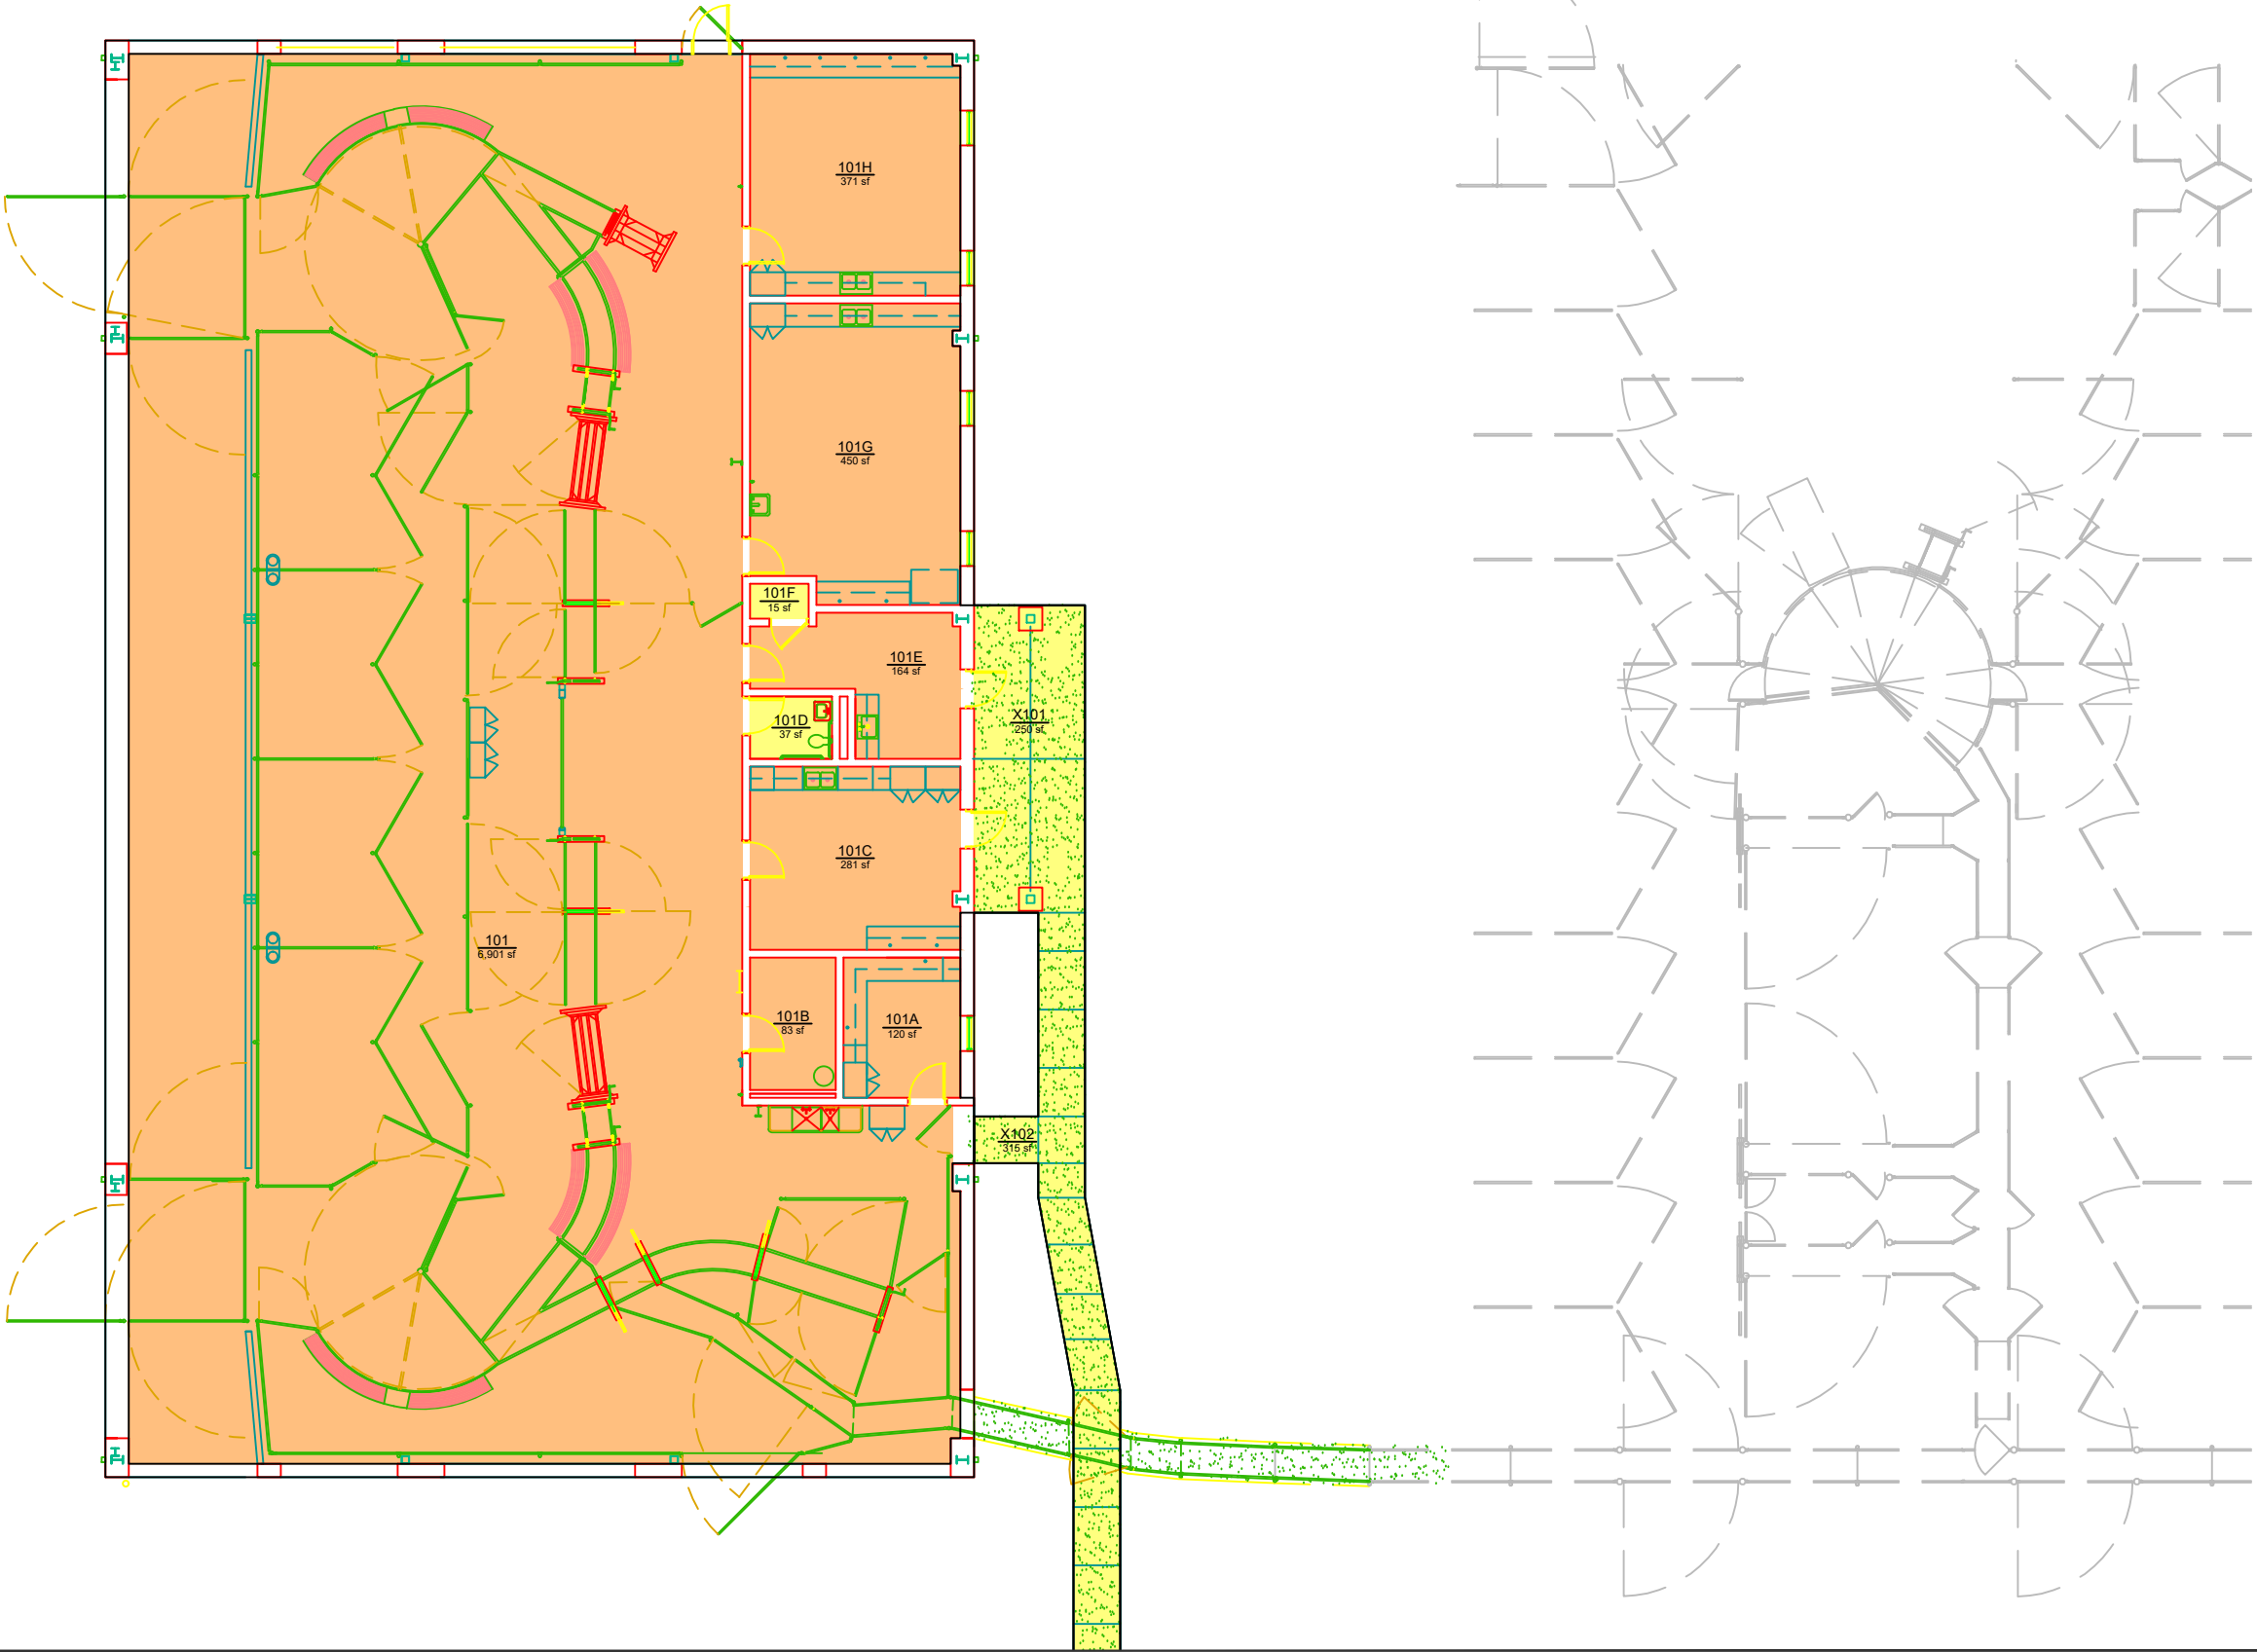 101H
371 sf
101G
450 sf
101F
15 sf
101E
164 sf
101D
37 sf
X101
250 sf
101C
281 sf
101
6,901 sf
101B
83 sf
101A
120 sf
X102
315 sf